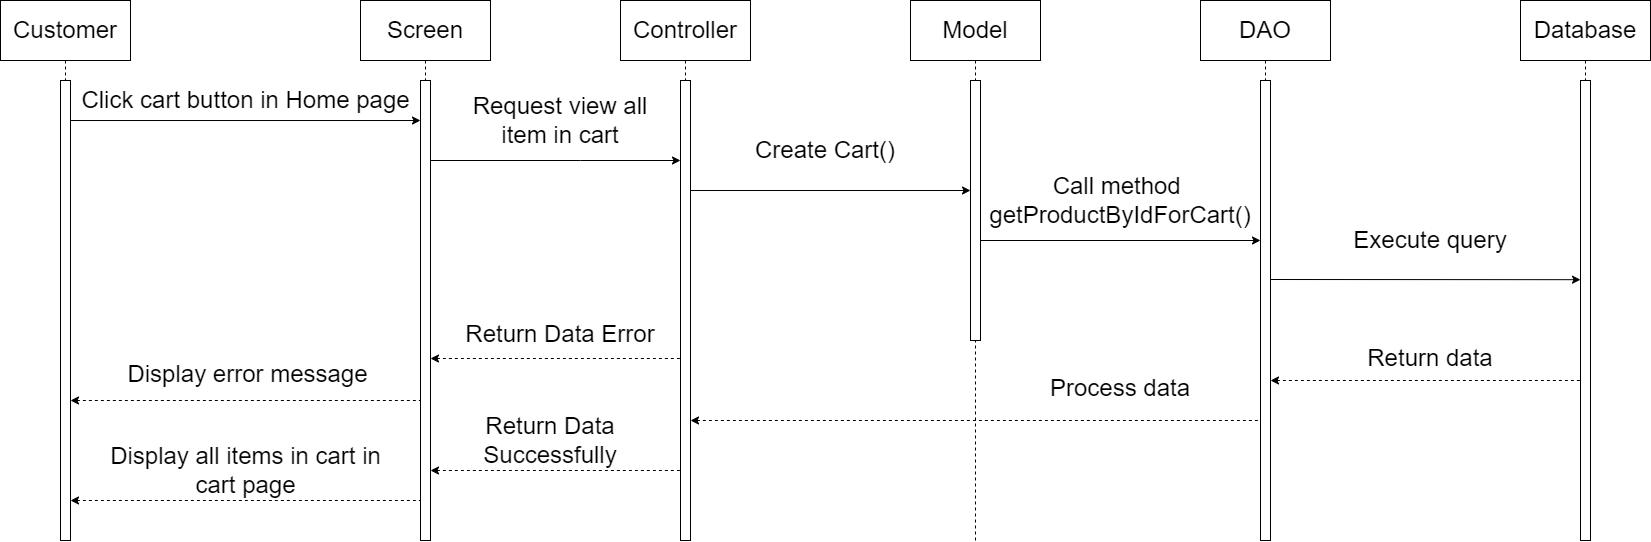 Customer
Screen
Controller
Model
DAO
Database
Click cart button in Home page
Request view all
item in cart
Create Cart()
Call method
getProductByIdForCart()
Execute query
Return Data Error
Return data
Display error message
Process data
Return Data
Successfully
Display all items in cart in
cart page